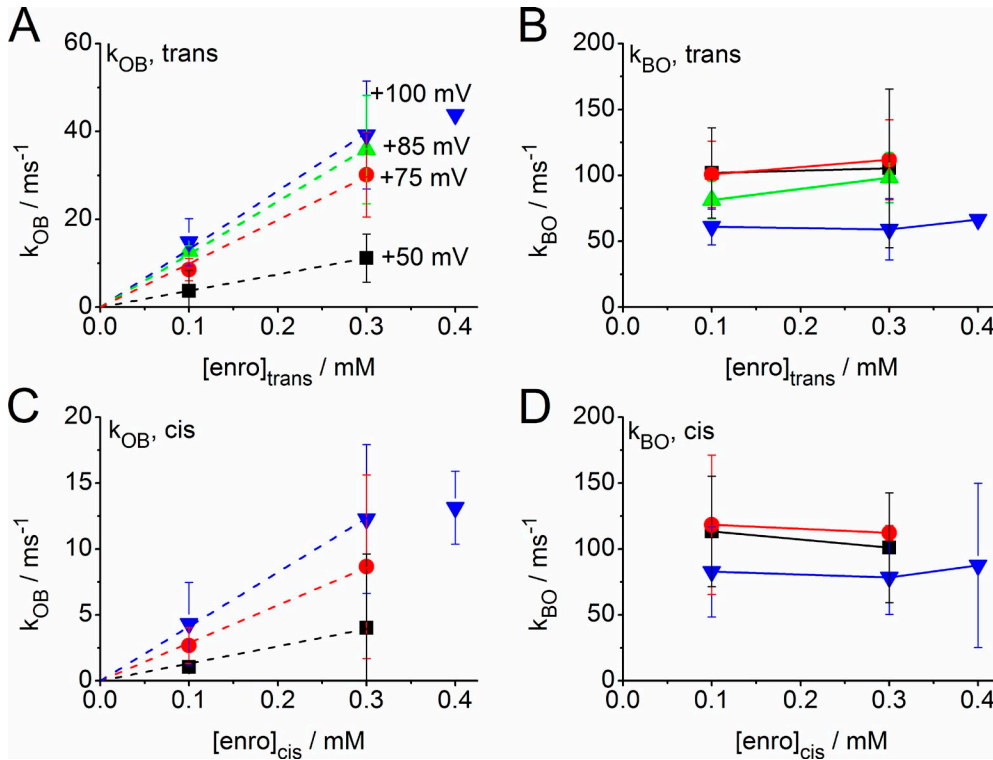 A
k_OB, trans
60
40
20
0
k_OB / ms⁻¹
+100 mV
+85 mV
+75 mV
+50 mV
0.0 0.1 0.2 0.3 0.4
[enro]_trans / mM
B
k_BO, trans
200
150
100
50
0
k_BO / ms⁻¹
0.0 0.1 0.2 0.3 0.4
[enro]_trans / mM
C
k_OB, cis
20
15
10
5
0
k_OB / ms⁻¹
0.0 0.1 0.2 0.3 0.4
[enro]_cis / mM
D
k_BO, cis
200
150
100
50
0
k_BO / ms⁻¹
0.0 0.1 0.2 0.3 0.4
[enro]_cis / mM